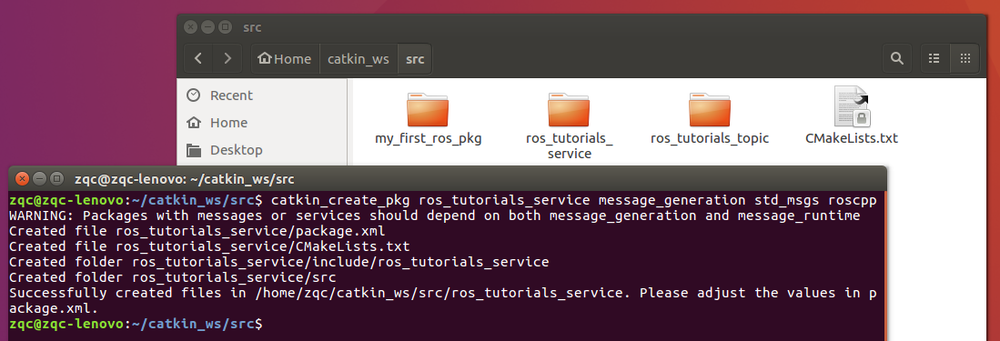 src
Home
catkin_ws
src
Recent
Home
Desktop
my_first_ros_pkg
ros_tutorials_
service
ros_tutorials_topic
CMakeLists.txt
zqc@zqc-lenovo: ~/catkin_ws/src
zqc@zqc-lenovo:~/catkin_ws/src$ catkin_create_pkg ros_tutorials_service message_generation std_msgs roscpp
WARNING: Packages with messages or services should depend on both message_generation and message_runtime
Created file ros_tutorials_service/package.xml
Created file ros_tutorials_service/CMakeLists.txt
Created folder ros_tutorials_service/include/ros_tutorials_service
Created folder ros_tutorials_service/src
Successfully created files in /home/zqc/catkin_ws/src/ros_tutorials_service. Please adjust the values in p
ackage.xml.
zqc@zqc-lenovo:~/catkin_ws/src$